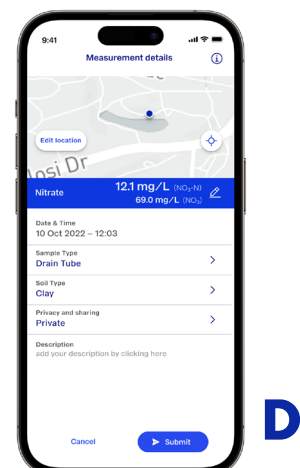 9:41
Measurement details
Edit location
losi Dr
Nitrate
12.1 mg/L (NO₃-N)
69.0 mg/L (NO₃)
Date & Time
10 Oct 2022 – 12:03
Sample Type
Drain Tube
Soil Type
Clay
Privacy and sharing
Private
Description
add your description by clicking here
Cancel
Submit
D